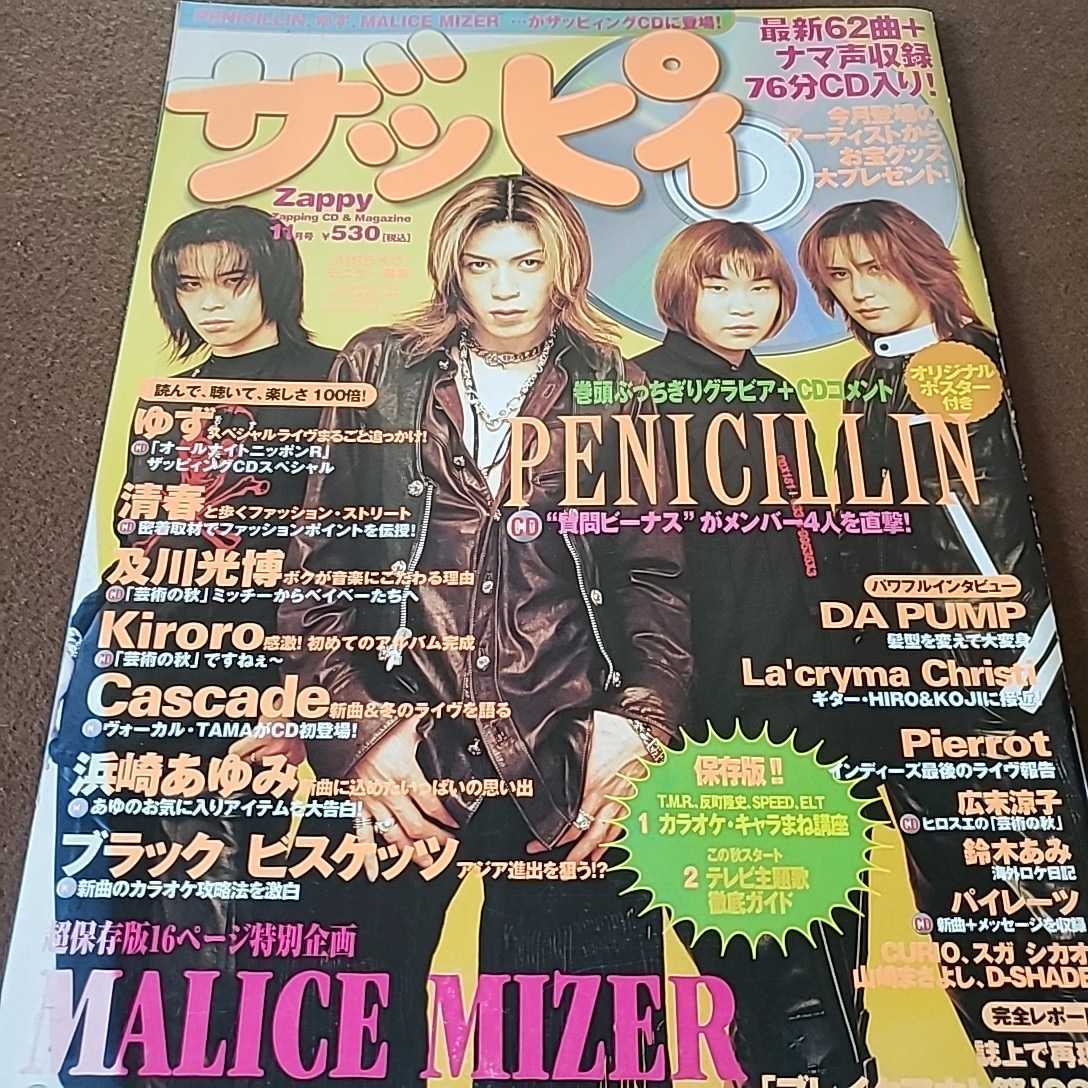 PENICILLIN、ゆず、MALICE MIZER …がザッピィングCDに登場!
ザッピィ
最新62曲+
ナマ声収録
76分CD入り!
今月登場の
アーティストから
お宝グッズ
大プレゼント!
Zappy
Zapping CD & Magazine
11月号 ¥530[税込]
オリジナル
ポスター
付き
巻頭ぶっちぎりグラビア+CDコメント
PENICILLIN
CD “質問ビーナス”がメンバー4人を直撃!
読んで、聴いて、楽しさ100倍!
ゆず スペシャルライヴまるごと追っかけ!
「オールナイトニッポンR」
ザッピィングCDスペシャル
清春と歩くファッション・ストリート
密着取材でファッションポイントを伝授!
及川光博 ボクが音楽にこだわる理由
「芸術の秋」ミッチーからベイベーたちへ
Kiroro 感激! 初めてのアルバム完成
「芸術の秋」ですねぇ～
Cascade 新曲&冬のライヴを語る
ヴォーカル・TAMAがCD初登場!
浜崎あゆみ 新曲に込めたいっぱいの思い出
あゆのお気に入りアイテムを大告白!
ブラック ビスケッツ アジア進出を狙う!?
新曲のカラオケ攻略法を激白
超保存版16ページ特別企画
MALICE MIZER
パワフルインタビュー
DA PUMP
髪型を変えて大変身
La'cryma Christi
ギター・HIRO&KOJIに接近!
Pierrot
インディーズ最後のライヴ報告
広末涼子
ヒロスエの「芸術の秋」
鈴木あみ
海外ロケ日記
パイレーツ
新曲+メッセージを収録
CURIO、スガ シカオ
山崎まさよし、D-SHADE
保存版!!
T.M.R.、反町隆史、SPEED、ELT
1 カラオケ・キャラまね講座
この秋スタート
2 テレビ主題歌
徹底ガイド
完全レポー
誌上で再現